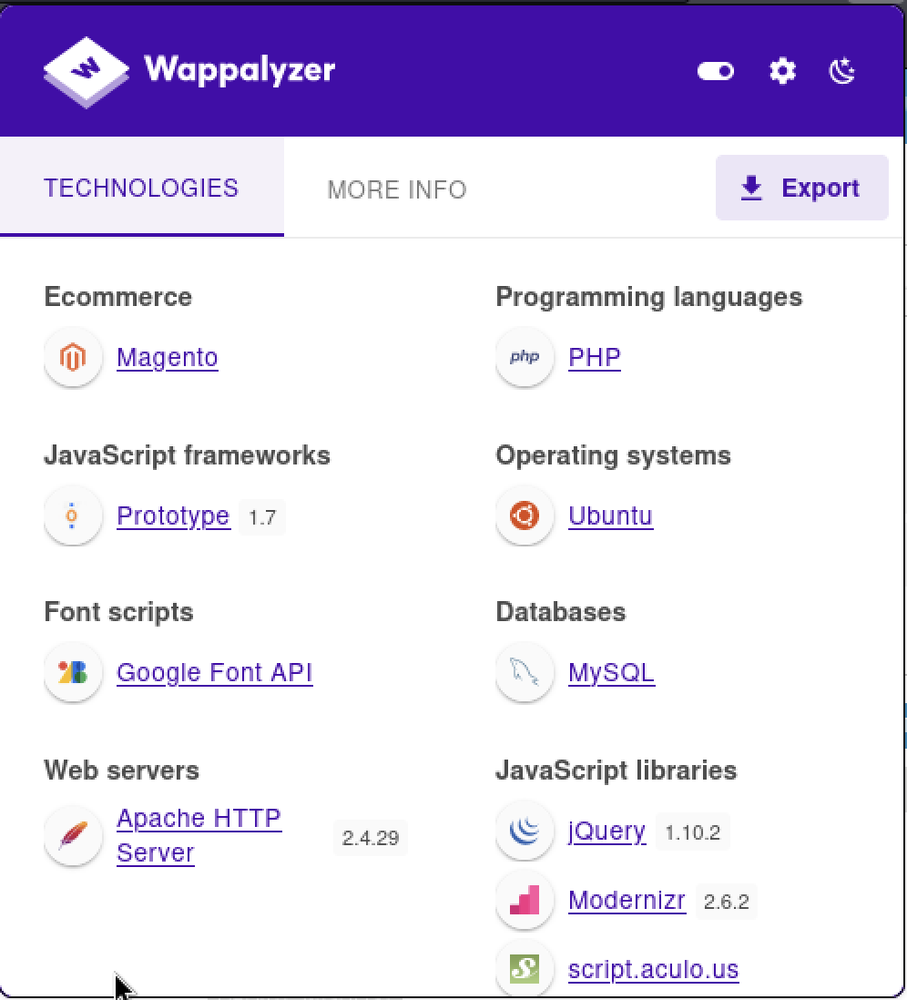 Wappalyzer
TECHNOLOGIES
MORE INFO
Export
Ecommerce
Magento
Programming languages
php
PHP
JavaScript frameworks
Prototype 1.7
Operating systems
Ubuntu
Font scripts
Google Font API
Databases
MySQL
Web servers
Apache HTTP
Server
2.4.29
JavaScript libraries
jQuery 1.10.2
Modernizr 2.6.2
script.aculo.us